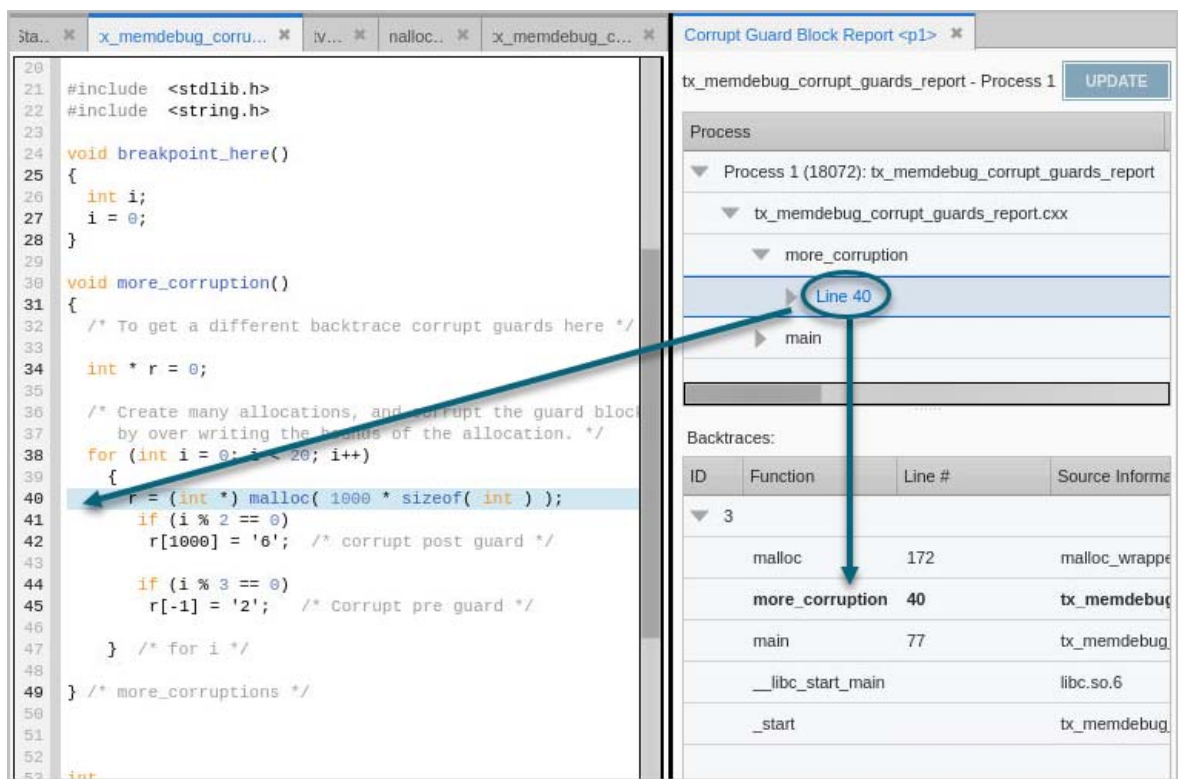 Sta..
x_memdebug_corru...
v...
nalloc..
x_memdebug_c...
20
21 #include <stdlib.h>
22 #include <string.h>
23
24 void breakpoint_here()
25 {
26 int i;
27 i = 0;
28 }
29
30 void more_corruption()
31 {
32 /* To get a different backtrace corrupt guards here */
33
34 int * r = 0;
35
36 /* Create many allocations, and corrupt the guard block
37 by over writing the bounds of the allocation. */
38 for (int i = 0; i < 20; i++)
39 {
40 r = (int *) malloc( 1000 * sizeof( int ) );
41 if (i % 2 == 0)
42 r[1000] = '6'; /* corrupt post guard */
43
44 if (i % 3 == 0)
45 r[-1] = '2'; /* Corrupt pre guard */
46
47 } /* for i */
48
49 } /* more_corruptions */
50
51
52
53 int
Corrupt Guard Block Report <p1>
tx_memdebug_corrupt_guards_report - Process 1 UPDATE
Process
Process 1 (18072): tx_memdebug_corrupt_guards_report
tx_memdebug_corrupt_guards_report.cxx
more_corruption
Line 40
main
Backtraces:
ID Function Line # Source Informa
3
malloc 172 malloc_wrappe
more_corruption 40 tx_memdebug
main 77 tx_memdebug_
__libc_start_main libc.so.6
_start tx_memdebug_